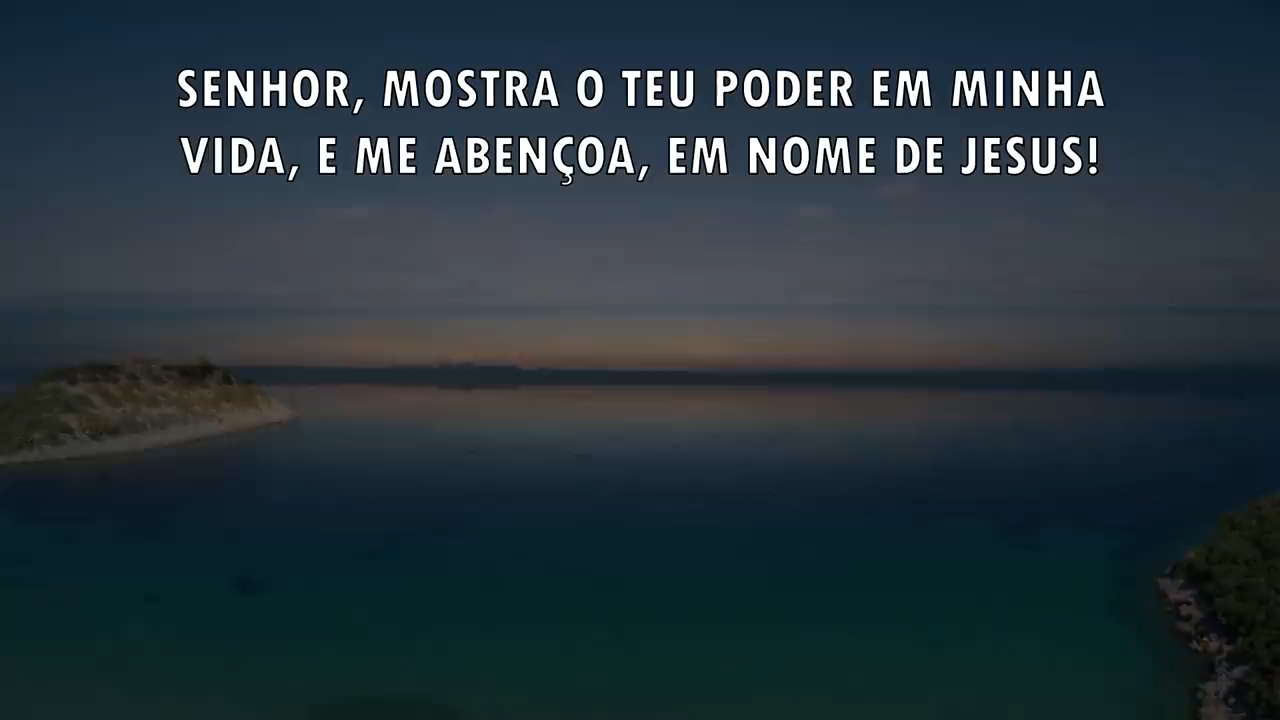 SENHOR, MOSTRA O TEU PODER EM MINHA
VIDA, E ME ABENÇOA, EM NOME DE JESUS!